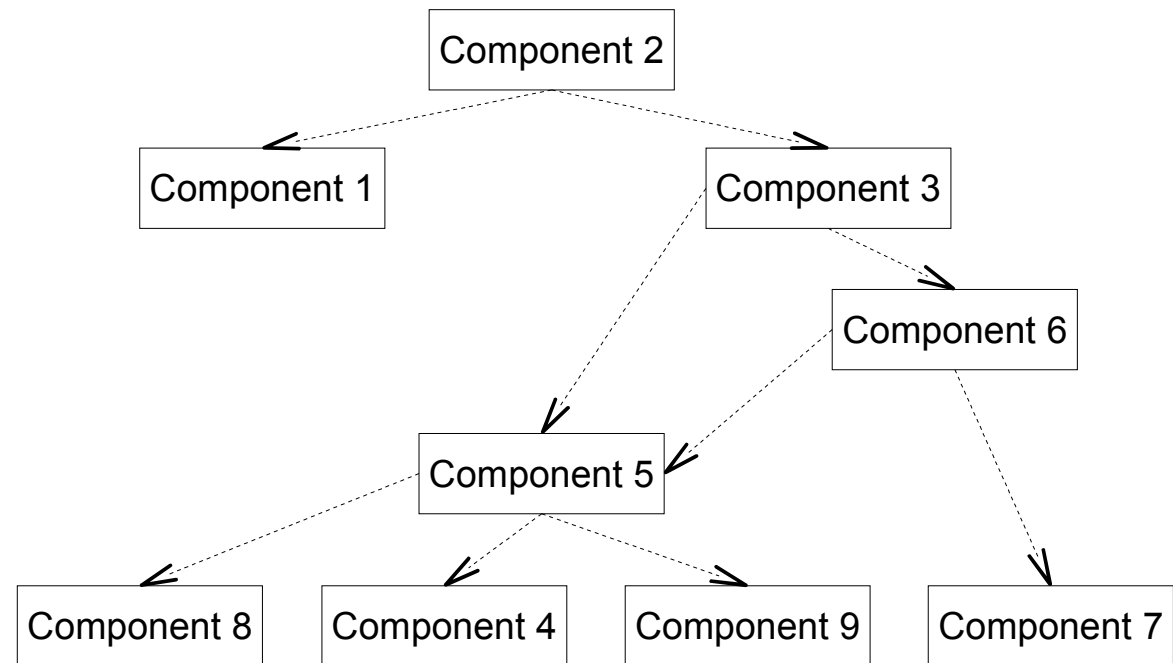 Component 2
Component 1
Component 3
Component 6
Component 5
Component 8
Component 4
Component 9
Component 7